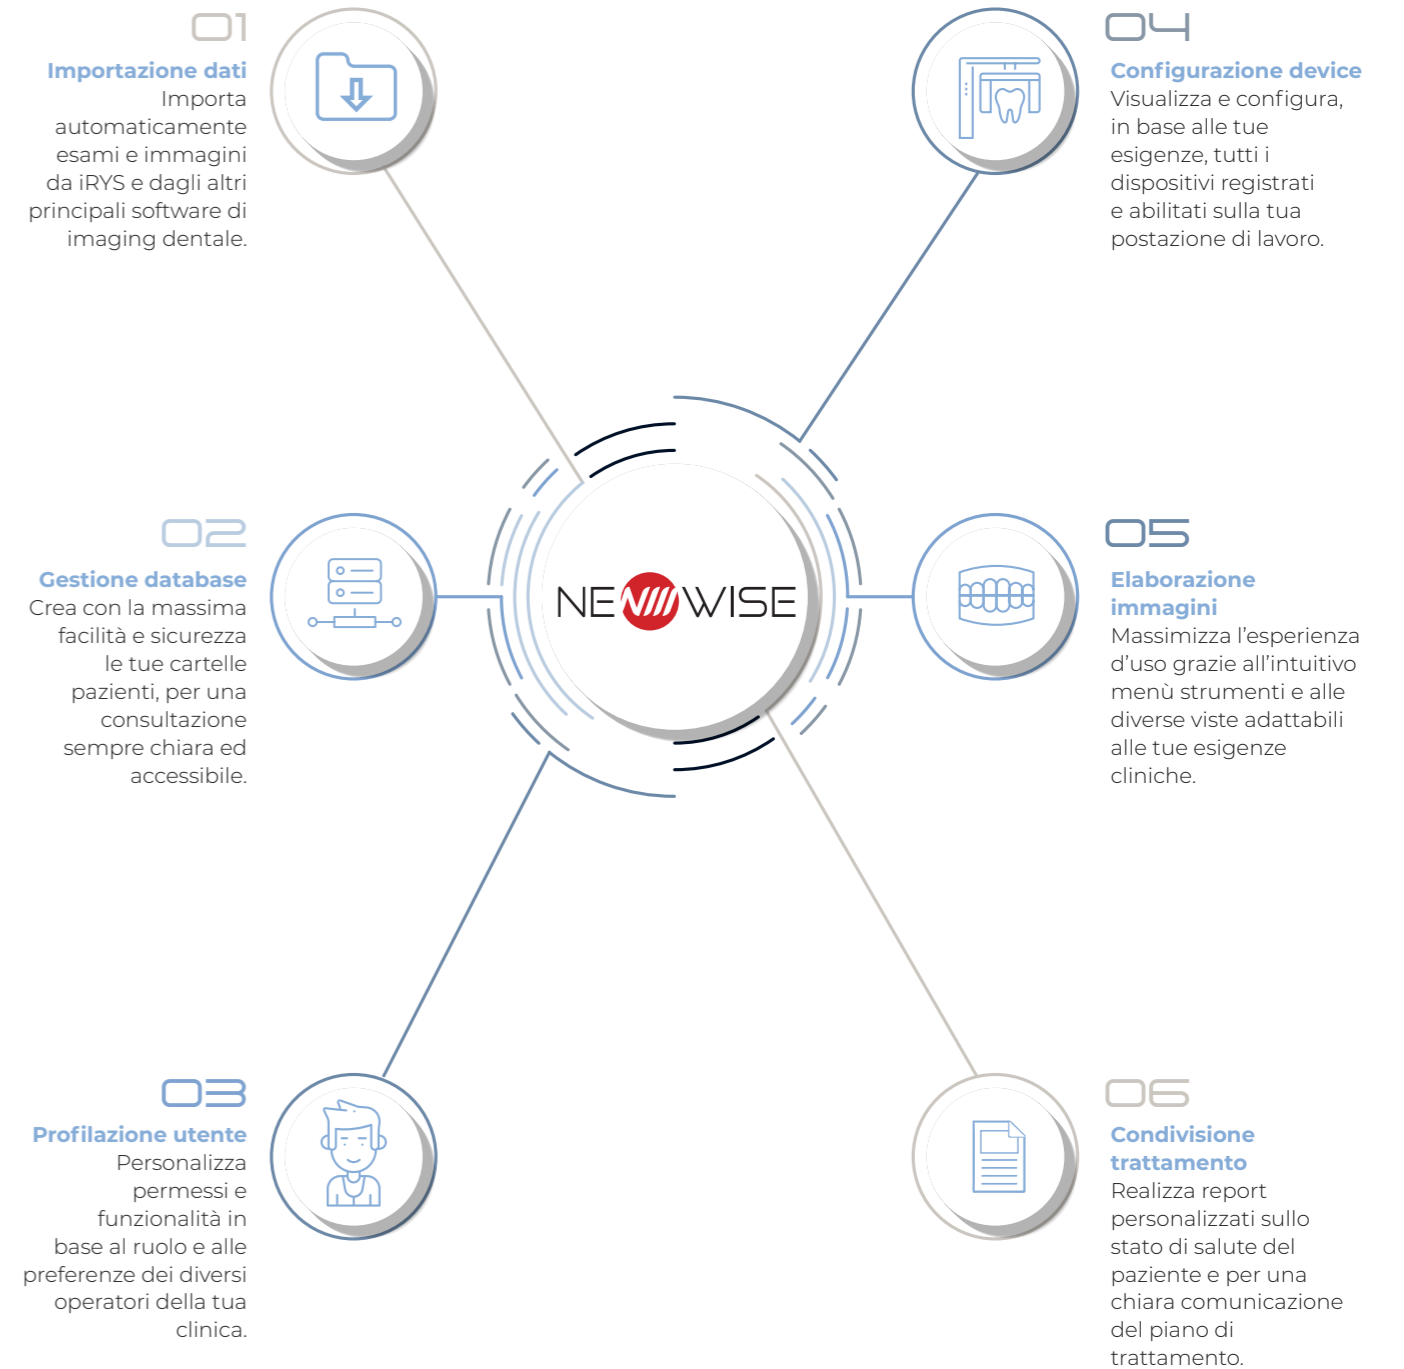 01
Importazione dati
Importa
automaticamente
esami e immagini
da iRYS e dagli altri
principali software di
imaging dentale.
02
Gestione database
Crea con la massima
facilità e sicurezza
le tue cartelle
pazienti, per una
consultazione
sempre chiara ed
accessibile.
03
Profilazione utente
Personalizza
permessi e
funzionalità in
base al ruolo e alle
preferenze dei diversi
operatori della tua
clinica.
NEWWISE
04
Configurazione device
Visualizza e configura,
in base alle tue
esigenze, tutti i
dispositivi registrati
e abilitati sulla tua
postazione di lavoro.
05
Elaborazione
immagini
Massimizza l’esperienza
d’uso grazie all’intuitivo
menù strumenti e alle
diverse viste adattabili
alle tue esigenze
cliniche.
06
Condivisione
trattamento
Realizza report
personalizzati sullo
stato di salute del
paziente e per una
chiara comunicazione
del piano di
trattamento.